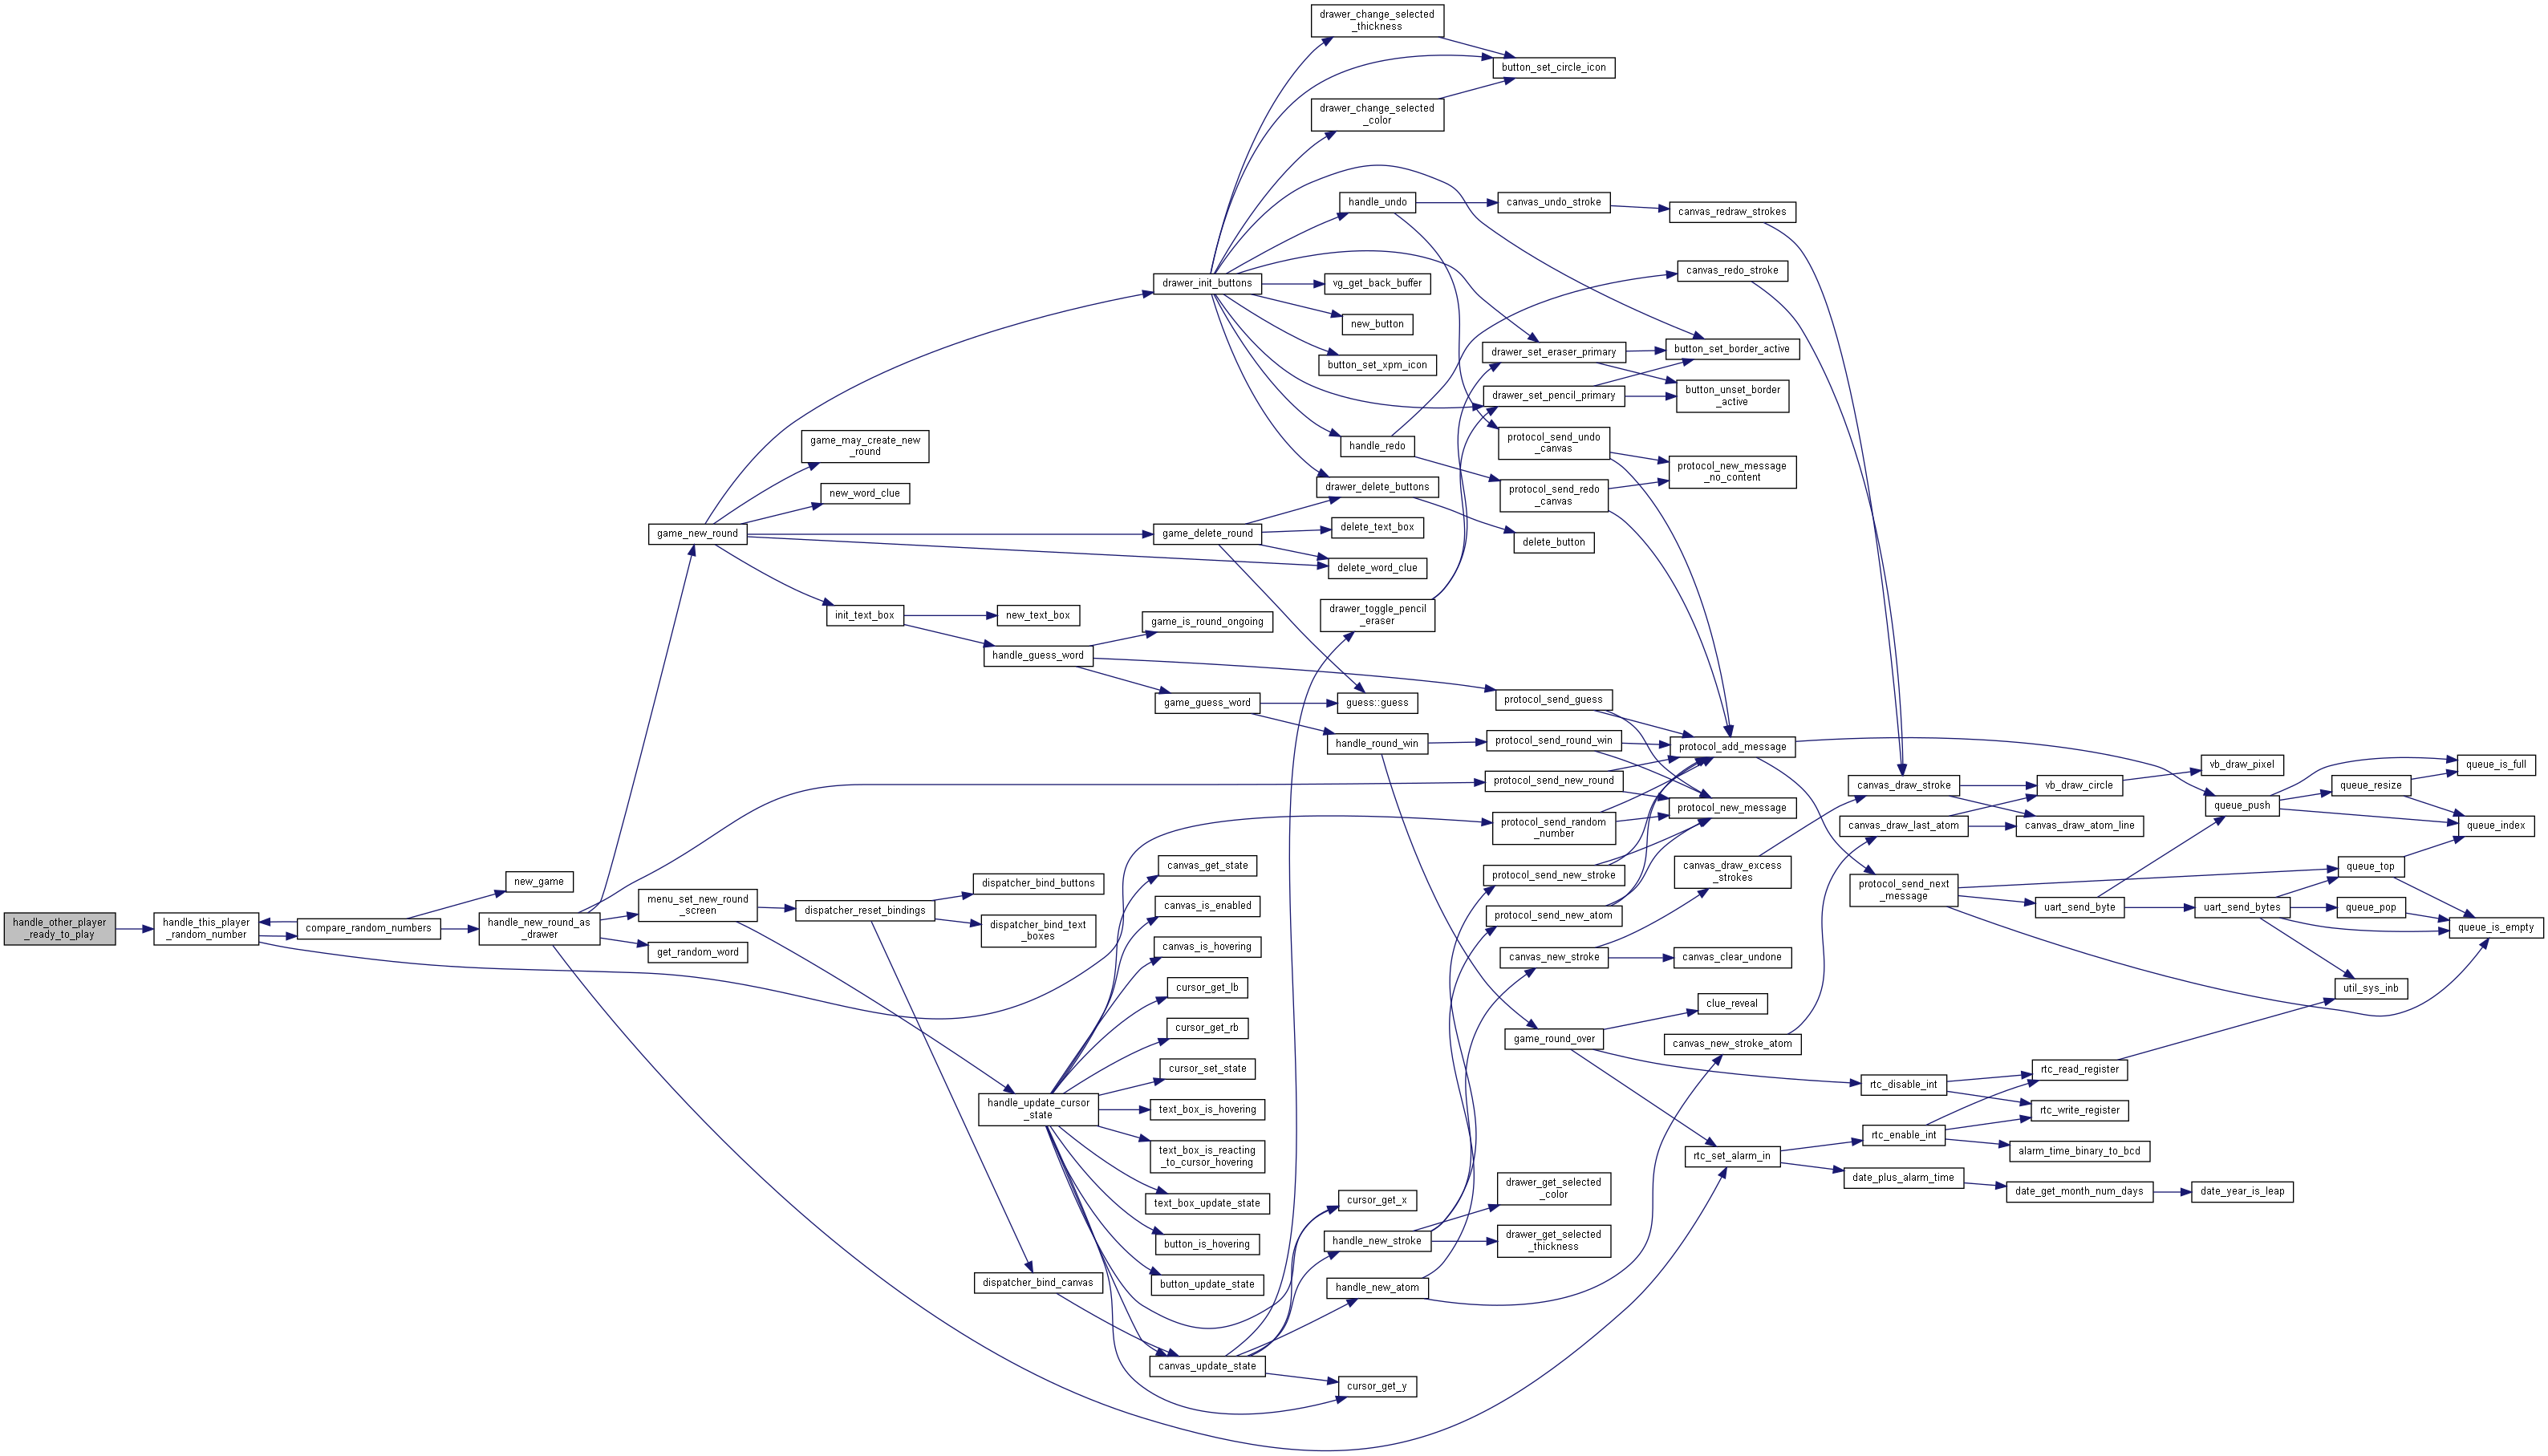 handle_other_player
_ready_to_play
handle_this_player
_random_number
compare_random_numbers
new_game
handle_new_round_as
_drawer
game_new_round
menu_set_new_round
_screen
get_random_word
game_may_create_new
_round
new_word_clue
init_text_box
dispatcher_reset_bindings
new_text_box
handle_guess_word
dispatcher_bind_buttons
dispatcher_bind_text
_boxes
handle_update_cursor
_state
dispatcher_bind_canvas
drawer_init_buttons
game_delete_round
game_is_round_ongoing
game_guess_word
canvas_get_state
canvas_is_enabled
canvas_is_hovering
cursor_get_lb
cursor_get_rb
cursor_set_state
text_box_is_hovering
text_box_is_reacting
_to_cursor_hovering
text_box_update_state
button_is_hovering
button_update_state
canvas_update_state
drawer_change_selected
_thickness
drawer_change_selected
_color
handle_undo
vg_get_back_buffer
new_button
button_set_xpm_icon
handle_redo
drawer_delete_buttons
delete_text_box
delete_word_clue
drawer_toggle_pencil
_eraser
guess::guess
handle_round_win
cursor_get_x
handle_new_stroke
handle_new_atom
cursor_get_y
button_set_circle_icon
canvas_undo_stroke
drawer_set_eraser_primary
drawer_set_pencil_primary
protocol_send_undo
_canvas
protocol_send_redo
_canvas
delete_button
protocol_send_guess
protocol_send_round_win
protocol_send_new_round
protocol_send_random
_number
protocol_send_new_stroke
protocol_send_new_atom
canvas_new_stroke
game_round_over
drawer_get_selected
_color
drawer_get_selected
_thickness
canvas_redraw_strokes
canvas_redo_stroke
button_set_border_active
button_unset_border
_active
protocol_new_message
_no_content
protocol_add_message
protocol_new_message
canvas_draw_excess
_strokes
canvas_clear_undone
clue_reveal
canvas_new_stroke_atom
rtc_set_alarm_in
canvas_draw_stroke
canvas_draw_last_atom
protocol_send_next
_message
rtc_disable_int
rtc_enable_int
date_plus_alarm_time
vb_draw_circle
canvas_draw_atom_line
uart_send_byte
rtc_read_register
rtc_write_register
alarm_time_binary_to_bcd
date_get_month_num_days
vb_draw_pixel
queue_push
uart_send_bytes
date_year_is_leap
queue_resize
queue_top
queue_pop
util_sys_inb
queue_is_full
queue_index
queue_is_empty